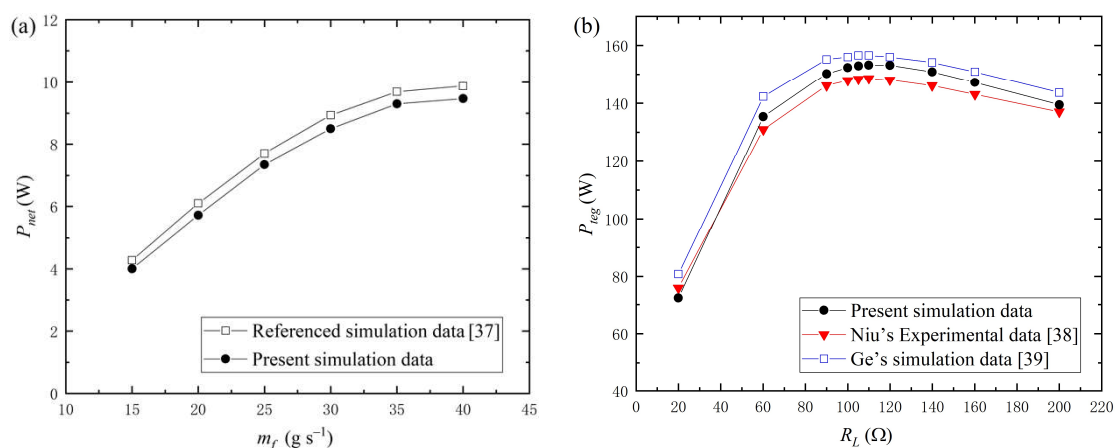 (a)
12
10
8
6
4
2
0
P_net (W)
Referenced simulation data [37]
Present simulation data
10 15 20 25 30 35 40 45
m_f (g s⁻¹)
(b)
160
140
120
100
80
60
40
P_teg (W)
Present simulation data
Niu's Experimental data [38]
Ge's simulation data [39]
0 20 40 60 80 100 120 140 160 180 200 220
R_L (Ω)